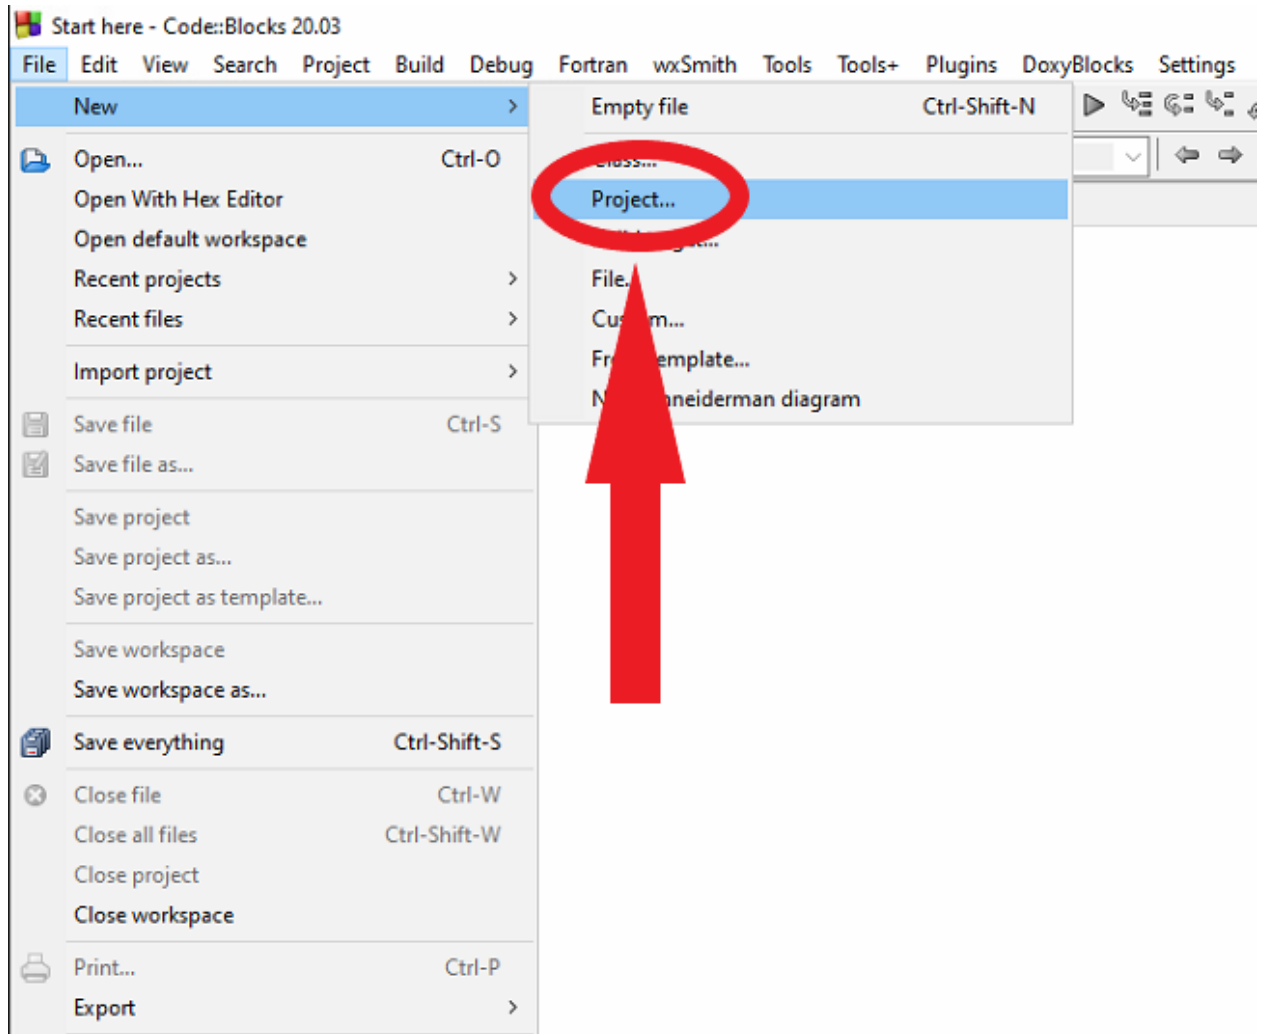 Start here - Code::Blocks 20.03
File Edit View Search Project Build Debug Fortran wxSmith Tools Tools+ Plugins DoxyBlocks Settings
New
Open... Ctrl-O
Open With Hex Editor
Open default workspace
Recent projects
Recent files
Import project
Save file Ctrl-S
Save file as...
Save project
Save project as...
Save project as template...
Save workspace
Save workspace as...
Save everything Ctrl-Shift-S
Close file Ctrl-W
Close all files Ctrl-Shift-W
Close project
Close workspace
Print... Ctrl-P
Export
Empty file Ctrl-Shift-N
Project...
File.
diagram